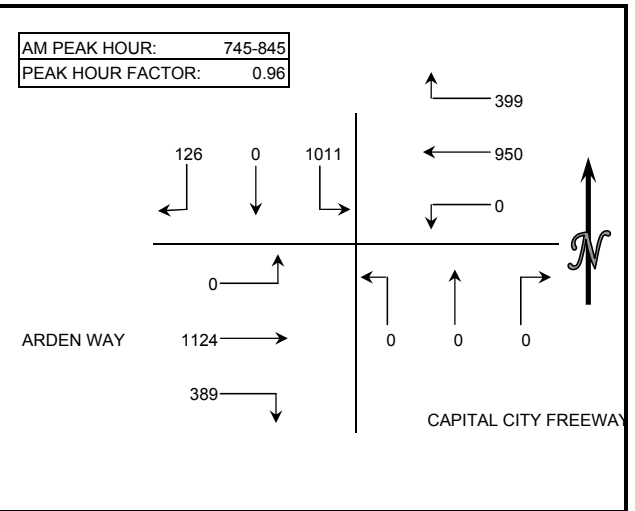 AM PEAK HOUR: 745-845
PEAK HOUR FACTOR: 0.96
399
126 0 1011 950
0
N
0
ARDEN WAY 1124 0 0 0
389
CAPITAL CITY FREEWAY